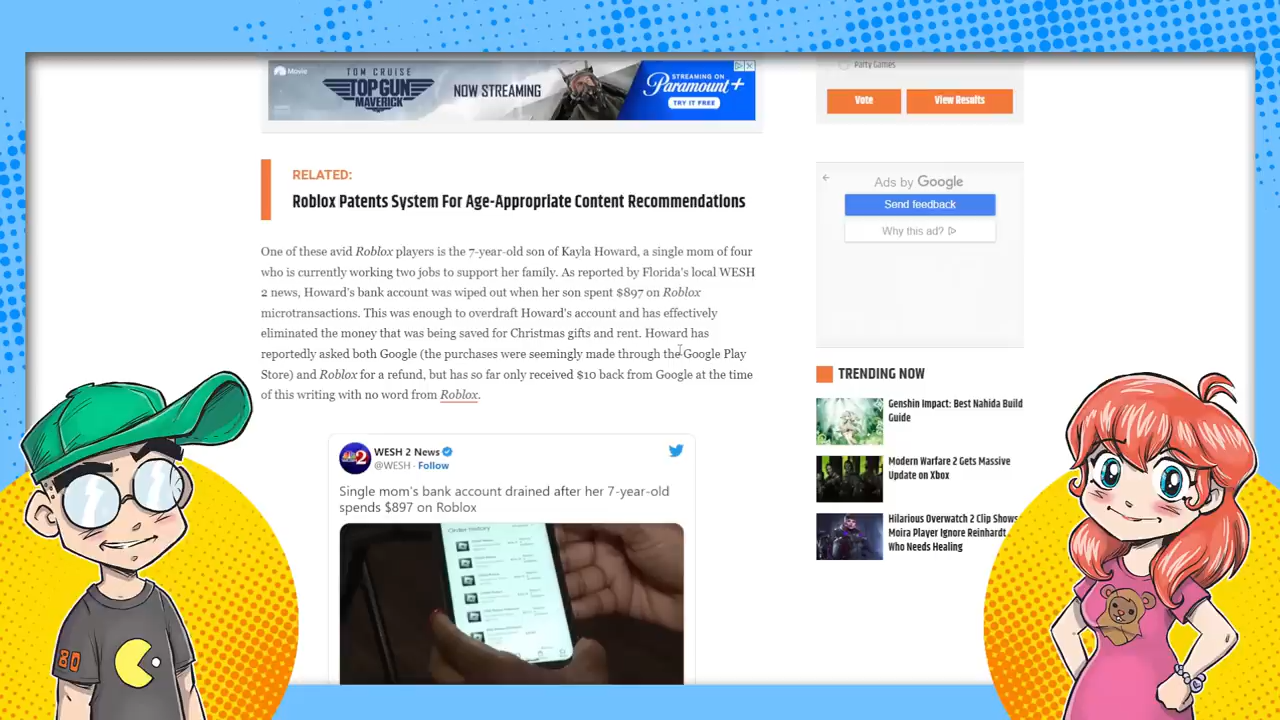 Movie
TOM CRUISE
TOP GUN
MAVERICK
NOW STREAMING
STREAMING ON
Paramount+
TRY IT FREE
Party Games
Vote
View Results
RELATED:
Roblox Patents System For Age-Appropriate Content Recommendations
One of these avid Roblox players is the 7-year-old son of Kayla Howard, a single mom of four
who is currently working two jobs to support her family. As reported by Florida's local WESH
2 news, Howard's bank account was wiped out when her son spent $897 on Roblox
microtransactions. This was enough to overdraft Howard's account and has effectively
eliminated the money that was being saved for Christmas gifts and rent. Howard has
reportedly asked both Google (the purchases were seemingly made through the Google Play
Store) and Roblox for a refund, but has so far only received $10 back from Google at the time
of this writing with no word from Roblox.
WESH 2 News
@WESH · Follow
Single mom's bank account drained after her 7-year-old
spends $897 on Roblox
Order history
Ads by Google
Send feedback
Why this ad?
TRENDING NOW
Genshin Impact: Best Nahida Build
Guide
Modern Warfare 2 Gets Massive
Update on Xbox
Hilarious Overwatch 2 Clip Shows
Moira Player Ignore Reinhardt
Who Needs Healing
80